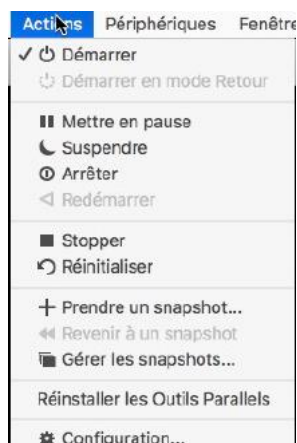 Actions Périphériques Fenêtre
Démarrer
Démarrer en mode Retour
Mettre en pause
Suspendre
Arrêter
Redémarrer
Stopper
Réinitialiser
Prendre un snapshot...
Revenir à un snapshot
Gérer les snapshots...
Réinstaller les Outils Parallels
Configuration...